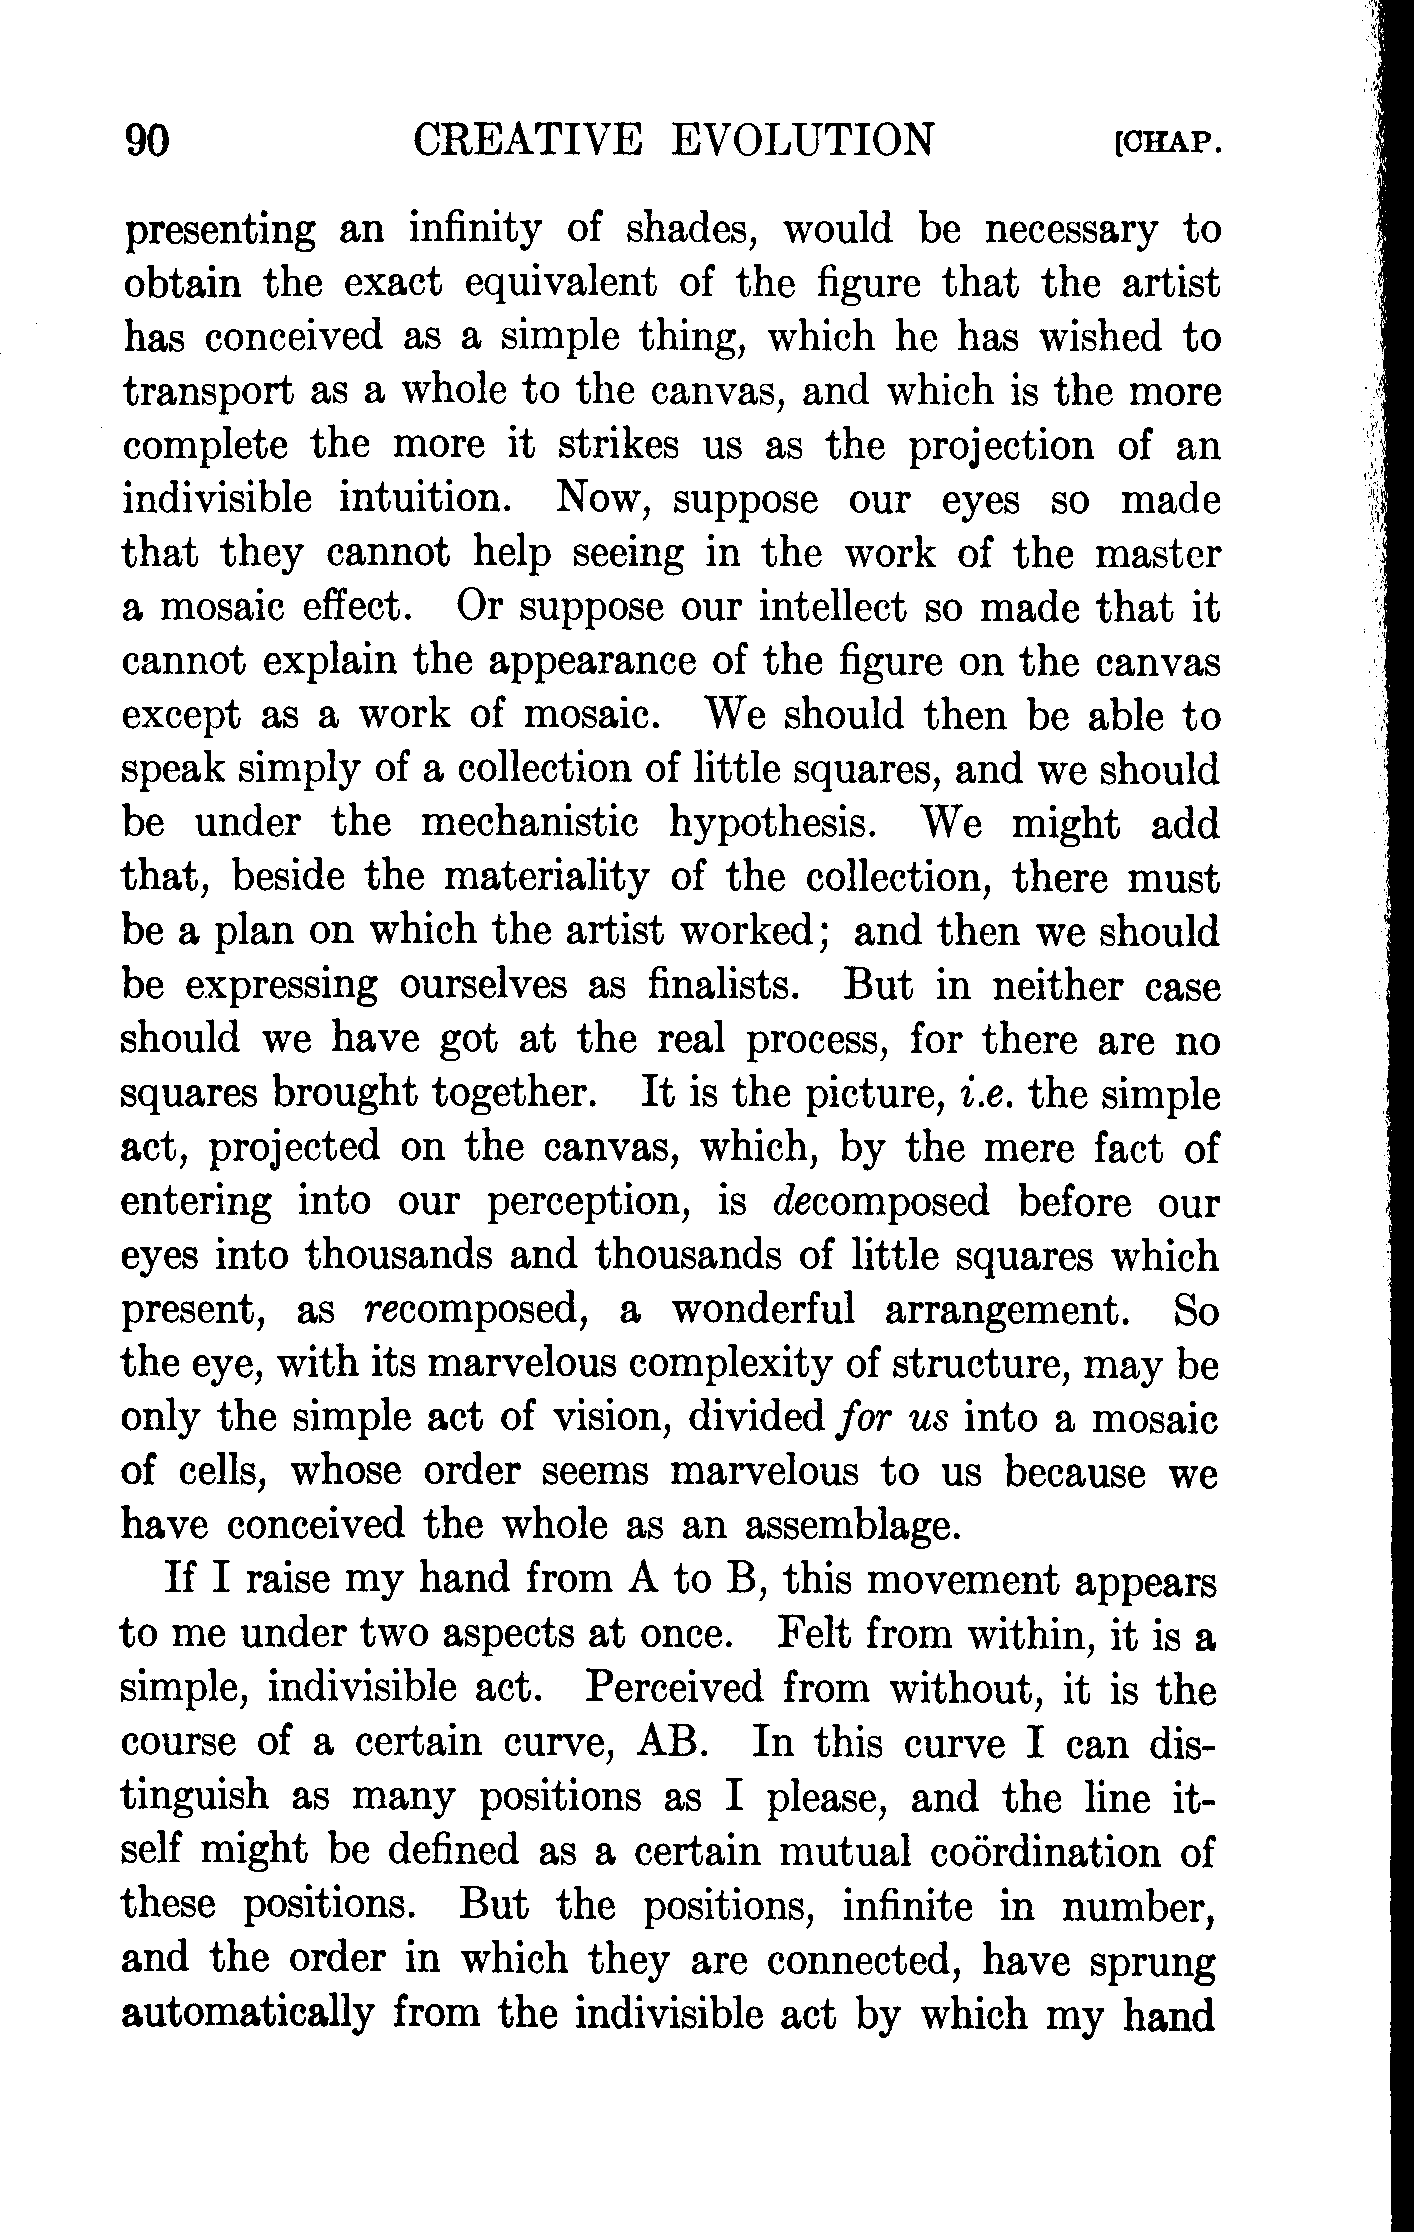 90 CREATIVE EVOLUTION [CHAP.
presenting an infinity of shades, would be necessary to
obtain the exact equivalent of the figure that the artist
has conceived as a simple thing, which he has wished to
transport as a whole to the canvas, and which is the more
complete the more it strikes us as the projection of an
indivisible intuition. Now, suppose our eyes so made
that they cannot help seeing in the work of the master
a mosaic effect. Or suppose our intellect so made that it
cannot explain the appearance of the figure on the canvas
except as a work of mosaic. We should then be able to
speak simply of a collection of little squares, and we should
be under the mechanistic hypothesis. We might add
that, beside the materiality of the collection, there must
be a plan on which the artist worked; and then we should
be expressing ourselves as finalists. But in neither case
should we have got at the real process, for there are no
squares brought together. It is the picture, i.e. the simple
act, projected on the canvas, which, by the mere fact of
entering into our perception, is decomposed before our
eyes into thousands and thousands of little squares which
present, as recomposed, a wonderful arrangement. So
the eye, with its marvelous complexity of structure, may be
only the simple act of vision, divided for us into a mosaic
of cells, whose order seems marvelous to us because we
have conceived the whole as an assemblage.
If I raise my hand from A to B, this movement appears
to me under two aspects at once. Felt from within, it is a
simple, indivisible act. Perceived from without, it is the
course of a certain curve, AB. In this curve I can dis-
tinguish as many positions as I please, and the line it-
self might be defined as a certain mutual coördination of
these positions. But the positions, infinite in number,
and the order in which they are connected, have sprung
automatically from the indivisible act by which my hand